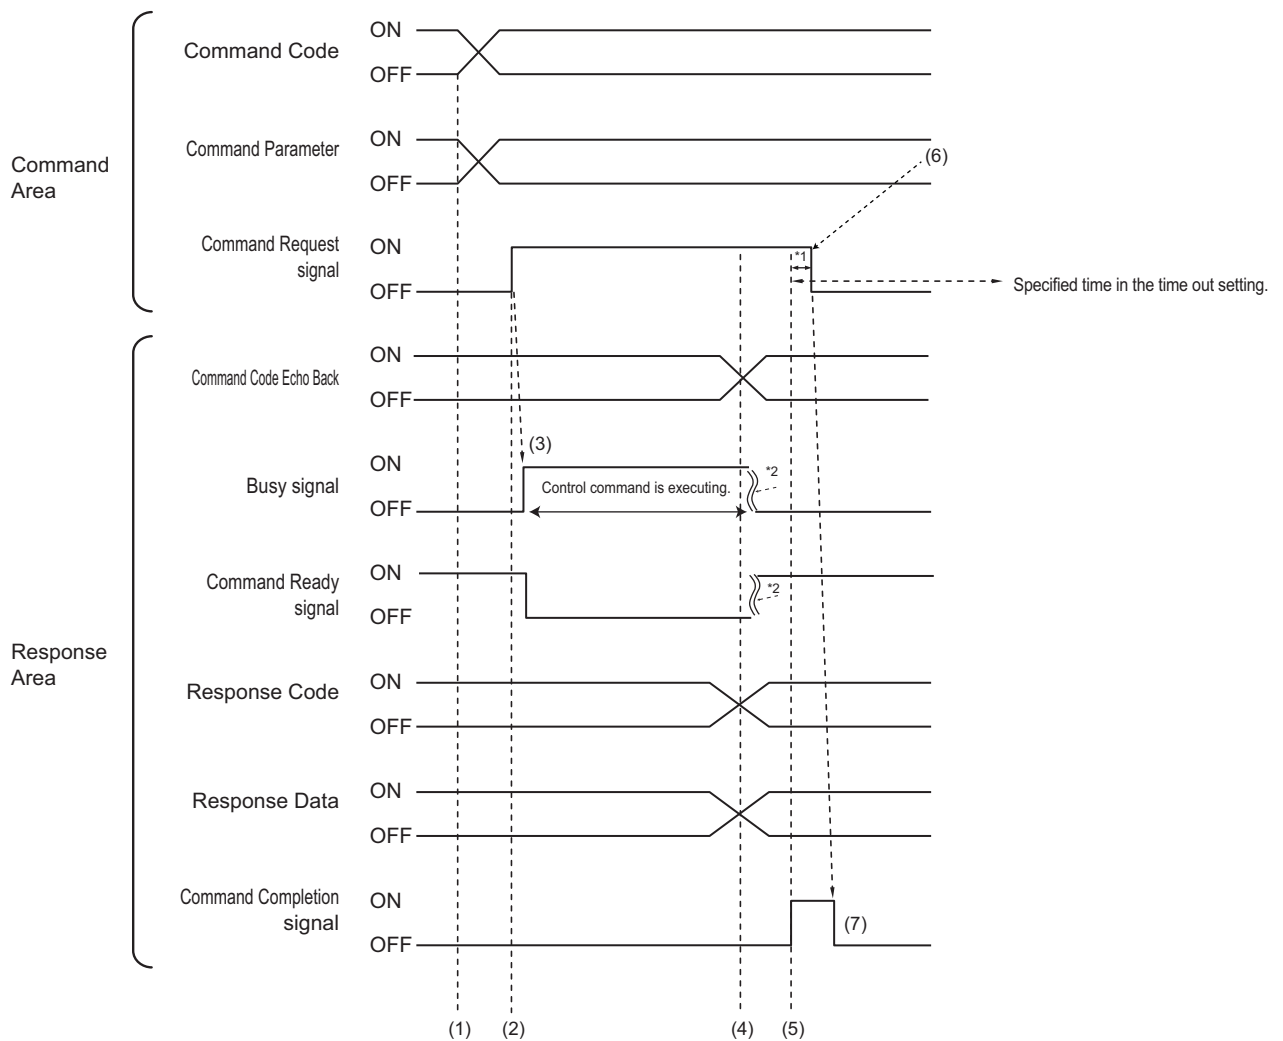 Command
Area
Command Code
ON
OFF
Command Parameter
ON
OFF
(6)
Command Request
signal
ON
OFF
*1
Specified time in the time out setting.
Response
Area
Command Code Echo Back
ON
OFF
(3)
Busy signal
ON
OFF
Control command is executing.
*2
Command Ready
signal
ON
OFF
*2
Response Code
ON
OFF
Response Data
ON
OFF
Command Completion
signal
ON
OFF
(7)
(1)
(2)
(4)
(5)